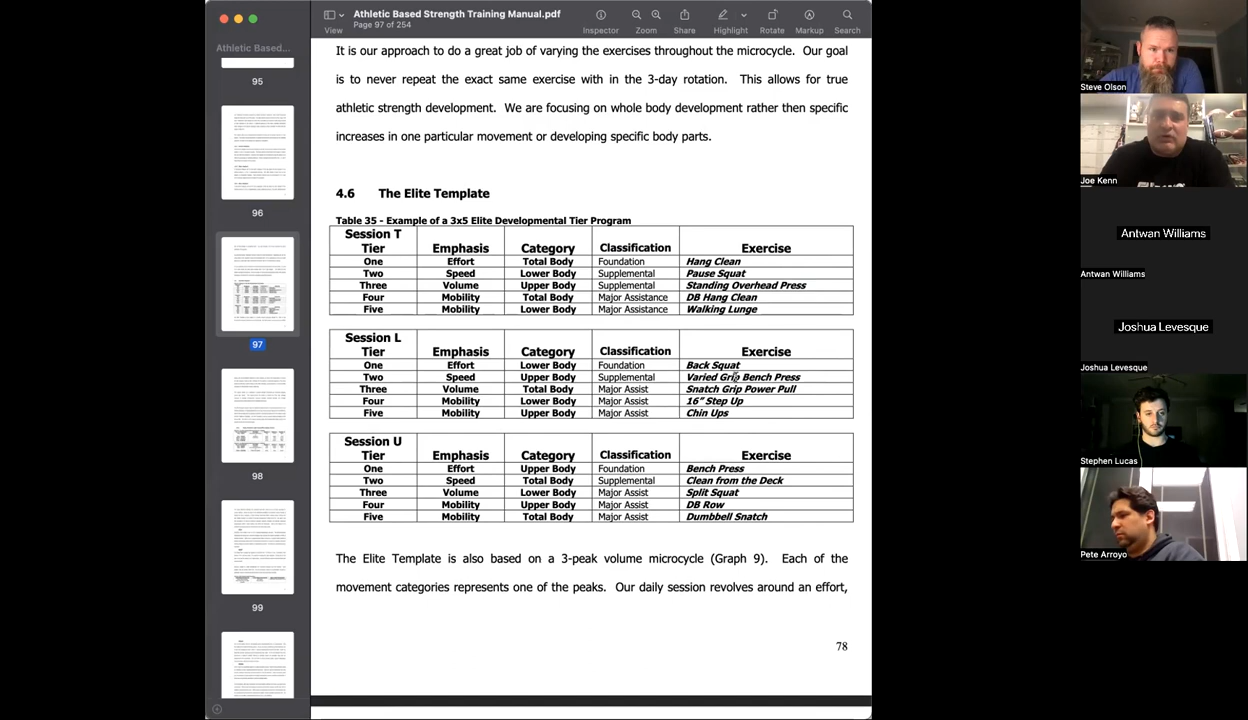 Athletic Based Strength Training Manual.pdf
Page 97 of 254
View
Inspector
Zoom
Share
Highlight
Rotate
Markup
Search
Athletic Based...
95
96
97
98
99
It is our approach to do a great job of varying the exercises throughout the microcycle. Our goal
is to never repeat the exact same exercise with in the 3-day rotation. This allows for true
athletic strength development. We are focusing on whole body development rather then specific
increases in one particular move or developing specific body parts.
4.6 The Elite Template
Table 35 - Example of a 3x5 Elite Developmental Tier Program
Session T
Tier Emphasis Category Classification Exercise
One Effort Total Body Foundation Hang Clean
Two Speed Lower Body Supplemental Pause Squat
Three Volume Upper Body Supplemental Standing Overhead Press
Four Mobility Total Body Major Assistance DB Hang Clean
Five Mobility Lower Body Major Assistance Walking Lunge
Session L
Tier Emphasis Category Classification Exercise
One Effort Lower Body Foundation Back Squat
Two Speed Upper Body Supplemental Varied Grip Bench Press
Three Volume Total Body Major Assist Snatch Grip Power Pull
Four Mobility Lower Body Major Assist 16" Step Up
Five Mobility Upper Body Major Assist Chin Ups
Session U
Tier Emphasis Category Classification Exercise
One Effort Upper Body Foundation Bench Press
Two Speed Total Body Supplemental Clean from the Deck
Three Volume Lower Body Major Assist Split Squat
Four Mobility Upper Body Major Assist DB Row
Five Mobility Total Body Major Assist Dumbbell Snatch
The Elite Template is also based on a 3-peak volume microcycle (Graph 9). Each of the
movement categories represents one of the peaks. Our daily session revolves around an effort,
78
Steve Olson
Joe Kenn
Antwan Williams
Antwan Williams
Joshua Levesque
Joshua Levesque
Stephen Lucas
Pete Arroyo